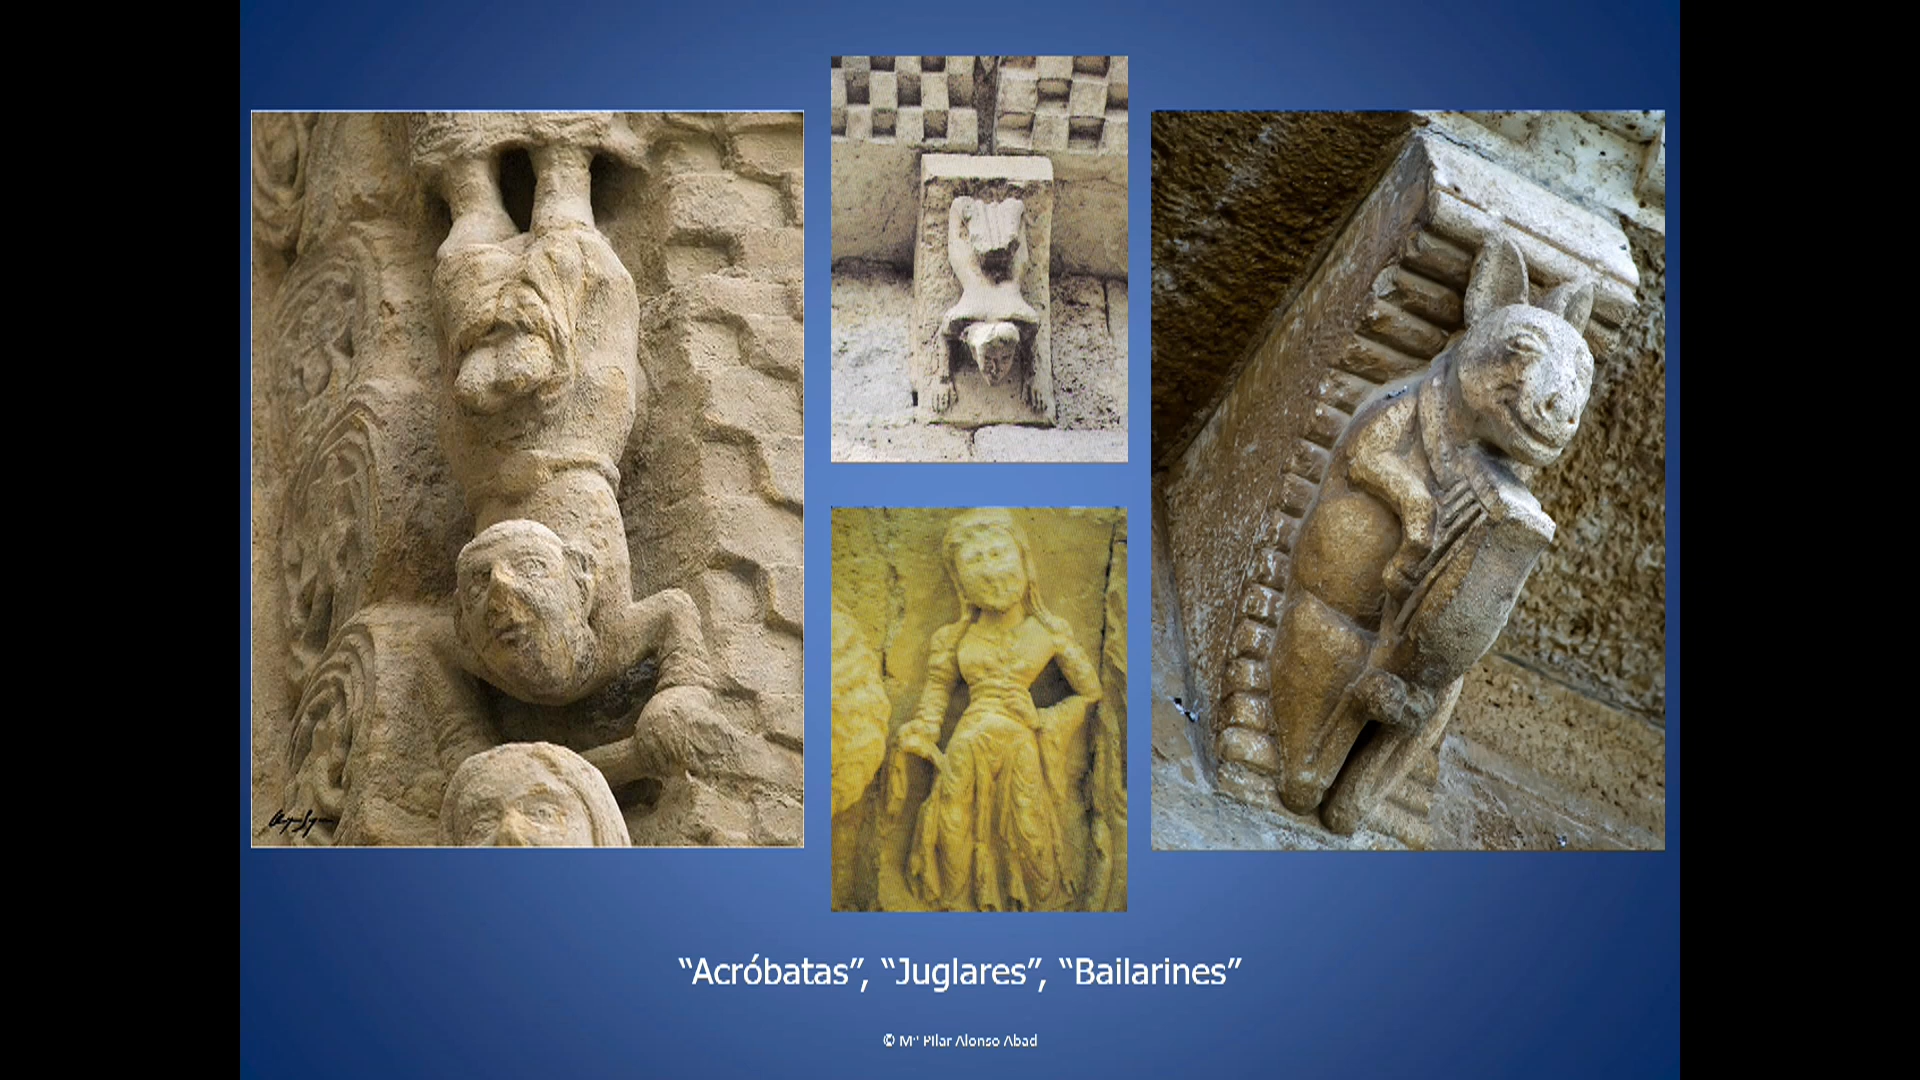 “Acróbatas”, “Juglares”, “Bailarines”
© Mª Pilar Alonso Abad